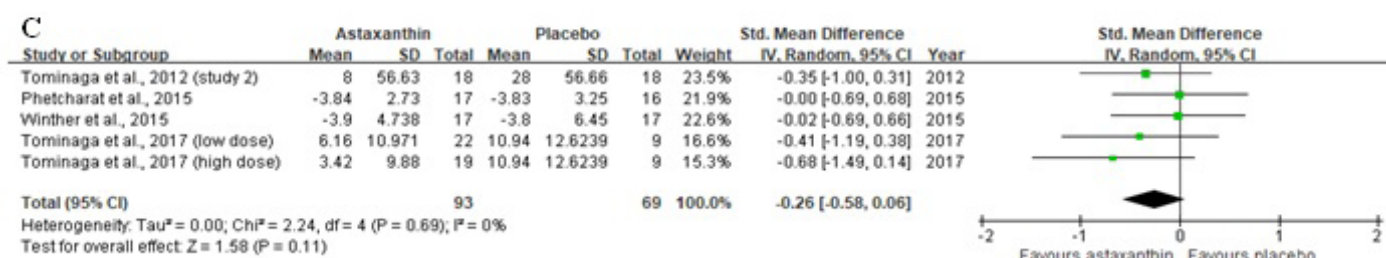 C
Astaxanthin Placebo Std. Mean Difference Std. Mean Difference
Study or Subgroup Mean SD Total Mean SD Total Weight IV, Random, 95% CI Year IV, Random, 95% CI
Tominaga et al., 2012 (study 2) 8 56.63 18 28 56.66 18 23.5% -0.35 [-1.00, 0.31] 2012
Phetcharat et al., 2015 -3.84 2.73 17 -3.83 3.25 16 21.9% -0.00 [-0.69, 0.68] 2015
Winther et al., 2015 -3.9 4.738 17 -3.8 6.45 17 22.6% -0.02 [-0.69, 0.66] 2015
Tominaga et al., 2017 (low dose) 6.16 10.971 22 10.94 12.6239 9 16.6% -0.41 [-1.19, 0.38] 2017
Tominaga et al., 2017 (high dose) 3.42 9.88 19 10.94 12.6239 9 15.3% -0.68 [-1.49, 0.14] 2017
Total (95% CI) 93 69 100.0% -0.26 [-0.58, 0.06]
Heterogeneity: Tau² = 0.00; Chi² = 2.24, df = 4 (P = 0.69); I² = 0%
Test for overall effect: Z = 1.58 (P = 0.11)
-2 -1 0 1 2
Favours astaxanthin Favours placebo